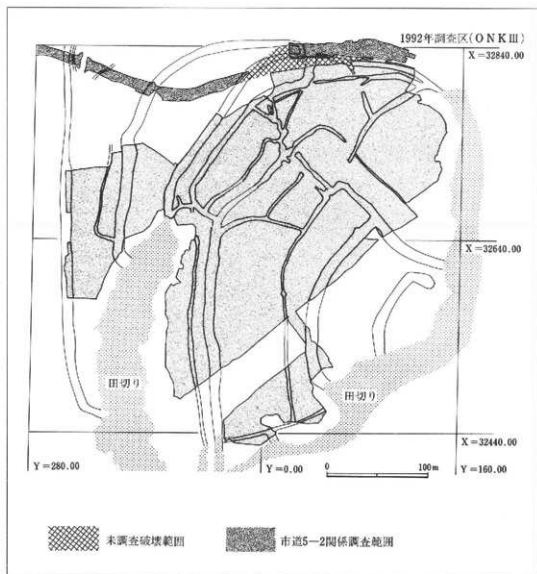 1992年調査区(ONKⅢ)
X=32840.00
X=32640.00
田切り
田切り
X=32440.00
Y=280.00
Y=0.00
0
100m
Y=160.00
未調査破壊範囲
市道5−2関係調査範囲